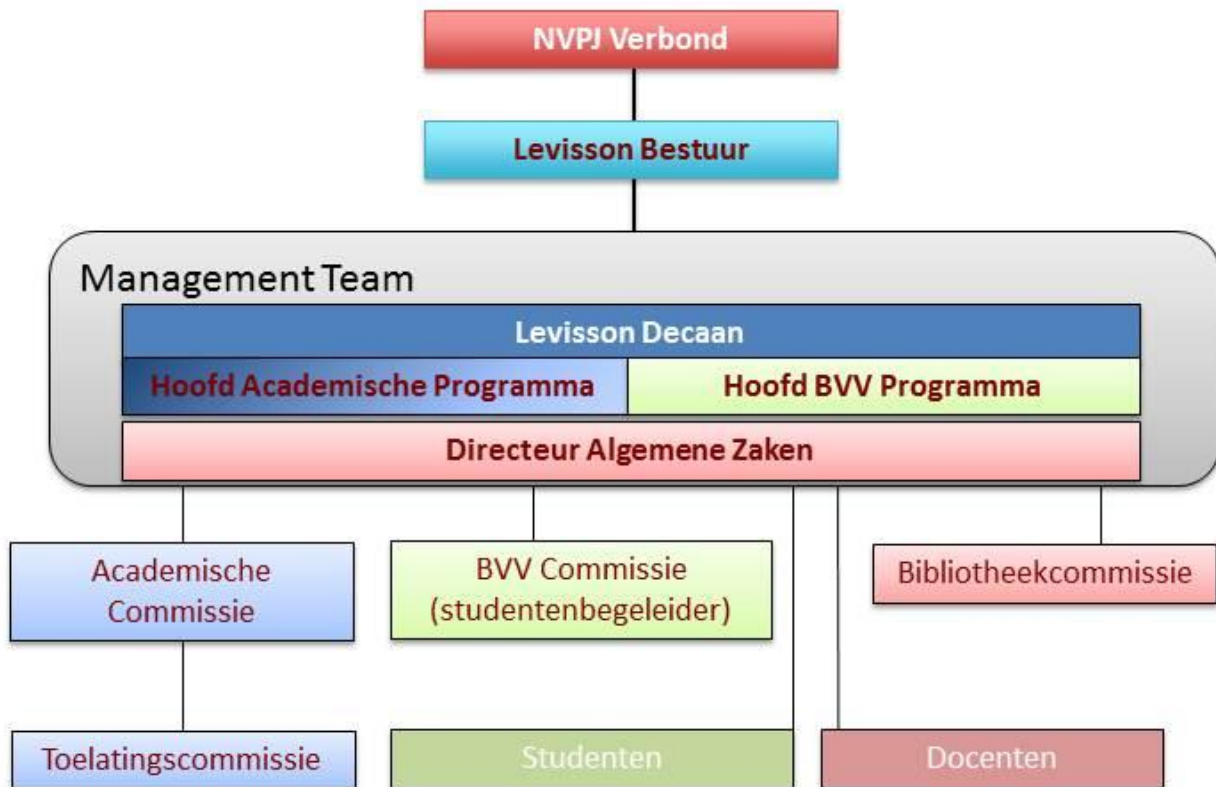 NVPJ Verbond
Levisson Bestuur
Management Team
Levisson Decaan
Hoofd Academische Programma
Hoofd BVV Programma
Directeur Algemene Zaken
Academische
Commissie
BVV Commissie
(studentenbegeleider)
Bibliotheekcommissie
Toelatingscommissie
Studenten
Docenten